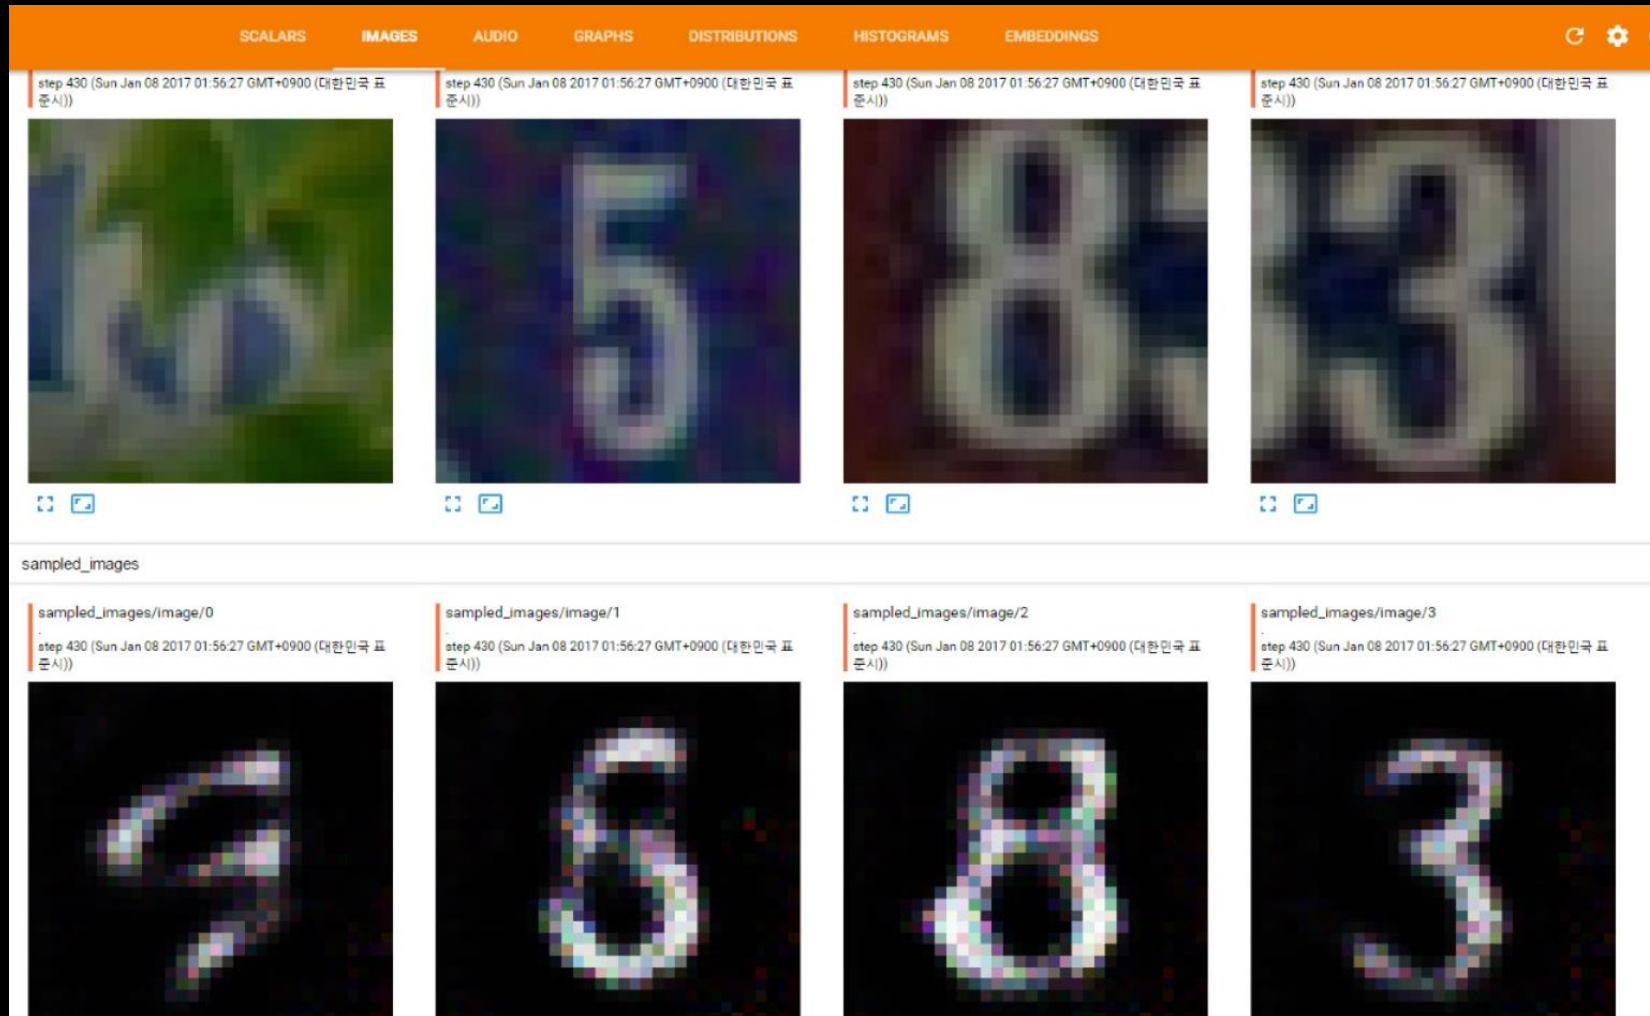 SCALARS IMAGES AUDIO GRAPHS DISTRIBUTIONS HISTOGRAMS EMBEDDINGS
step 430 (Sun Jan 08 2017 01:56:27 GMT+0900 (대한민국 표
준시))
step 430 (Sun Jan 08 2017 01:56:27 GMT+0900 (대한민국 표
준시))
step 430 (Sun Jan 08 2017 01:56:27 GMT+0900 (대한민국 표
준시))
step 430 (Sun Jan 08 2017 01:56:27 GMT+0900 (대한민국 표
준시))
5
8
3
sampled_images
sampled_images/image/0
.
step 430 (Sun Jan 08 2017 01:56:27 GMT+0900 (대한민국 표
준시))
sampled_images/image/1
.
step 430 (Sun Jan 08 2017 01:56:27 GMT+0900 (대한민국 표
준시))
sampled_images/image/2
.
step 430 (Sun Jan 08 2017 01:56:27 GMT+0900 (대한민국 표
준시))
sampled_images/image/3
.
step 430 (Sun Jan 08 2017 01:56:27 GMT+0900 (대한민국 표
준시))
8
3